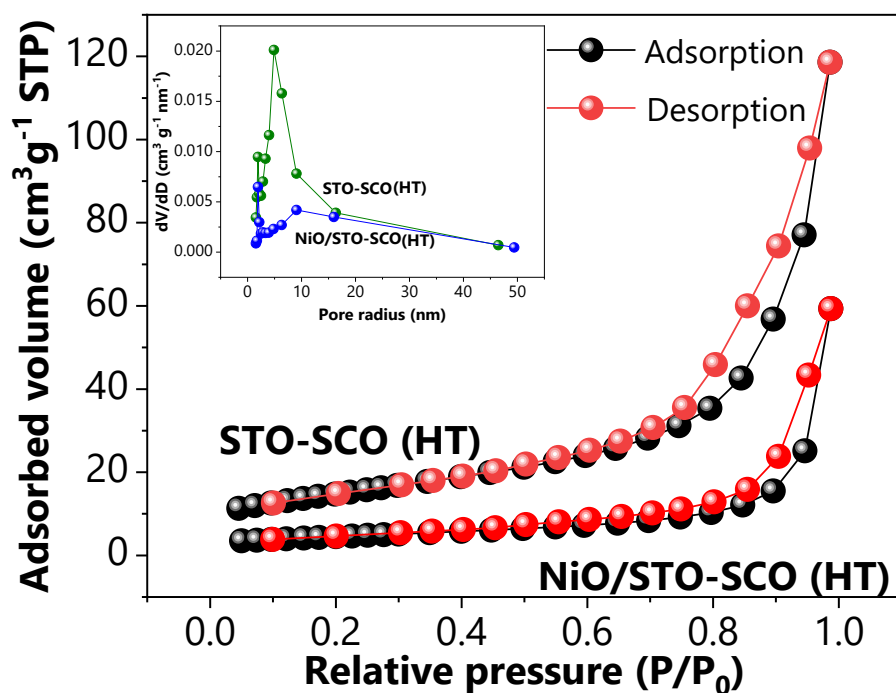 Adsorbed volume (cm³g⁻¹ STP)
120
100
80
60
40
20
0
0.0
0.2
0.4
0.6
0.8
1.0
Relative pressure (P/P₀)
Adsorption
Desorption
STO-SCO (HT)
NiO/STO-SCO (HT)
dV/dD (cm³ g⁻¹ nm⁻¹)
0.020
0.015
0.010
0.005
0.000
0
10
20
30
40
50
Pore radius (nm)
STO-SCO(HT)
NiO/STO-SCO(HT)